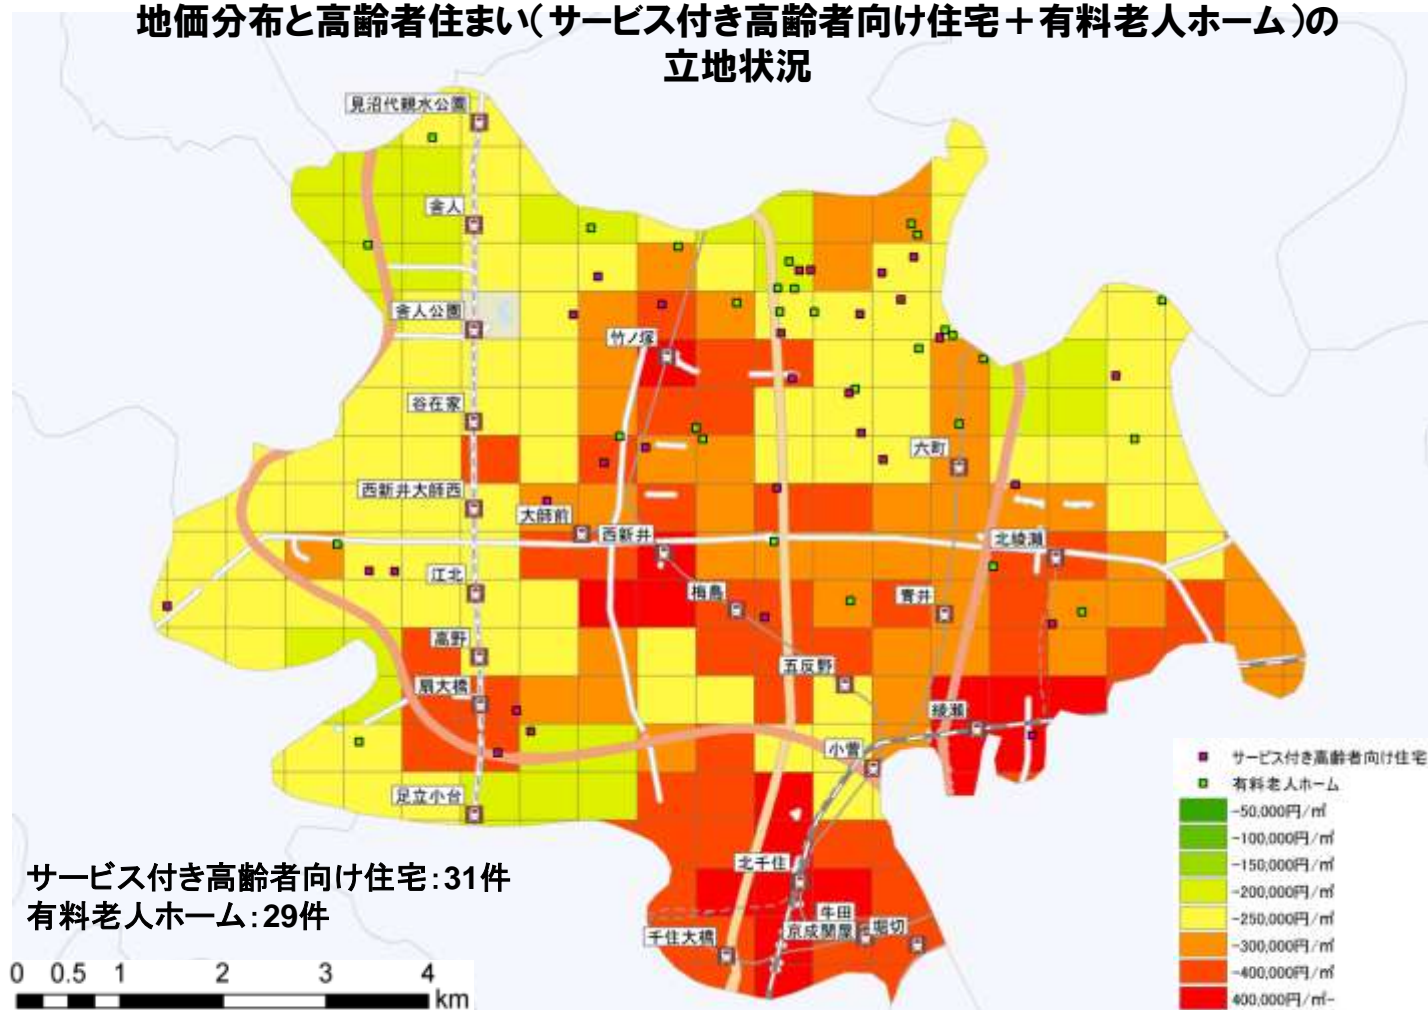 地価分布と高齢者住まい（サービス付き高齢者向け住宅＋有料老人ホーム）の
立地状況
見沼代親水公園
舎人
舎人公園
竹ノ塚
谷在家
六町
西新井大師西
大師前
西新井
北綾瀬
江北
梅島
青井
高野
五反野
扇大橋
綾瀬
小菅
足立小台
北千住
牛田
京成関屋
堀切
千住大橋
サービス付き高齢者向け住宅
有料老人ホーム
-50,000円/㎡
-100,000円/㎡
-150,000円/㎡
-200,000円/㎡
-250,000円/㎡
-300,000円/㎡
-400,000円/㎡
400,000円/㎡-
サービス付き高齢者向け住宅：31件
有料老人ホーム：29件
0 0.5 1 2 3 4
km